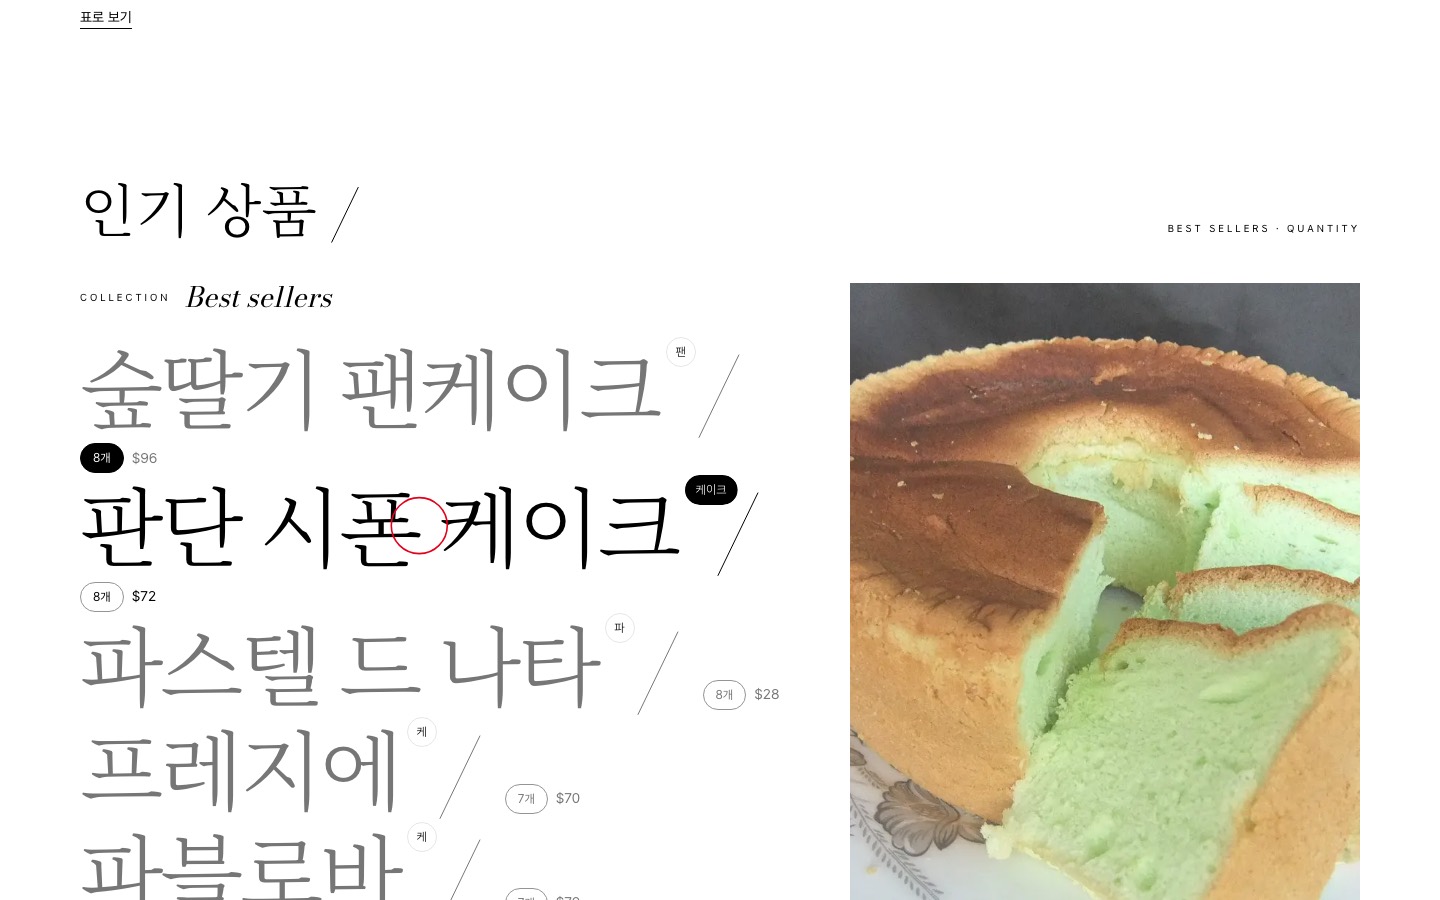 표로 보기
인기 상품 /
BEST SELLERS · QUANTITY
COLLECTION Best sellers
숲딸기 팬케이크 팬 /
8개 $96
판단 시폰 케이크 케이크 /
8개 $72
파스텔 드 나타 파 / 8개 $28
프레지에 케 / 7개 $70
파블로바 케 /